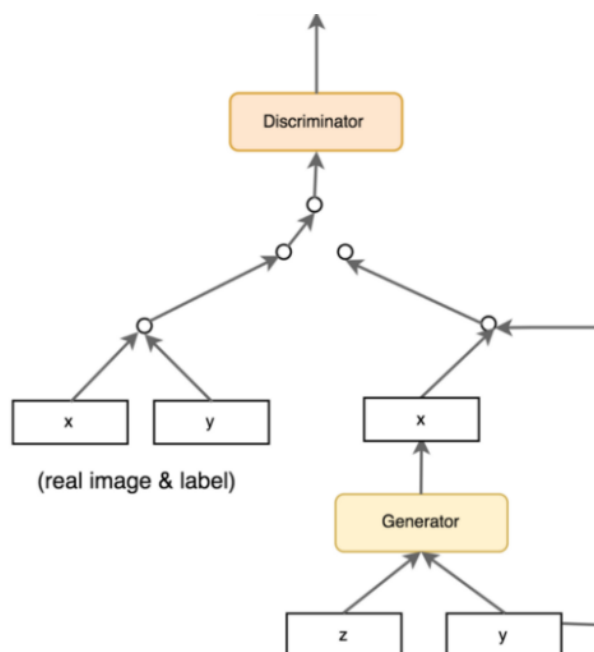 Discriminator
x
y
x
(real image & label)
Generator
z
y